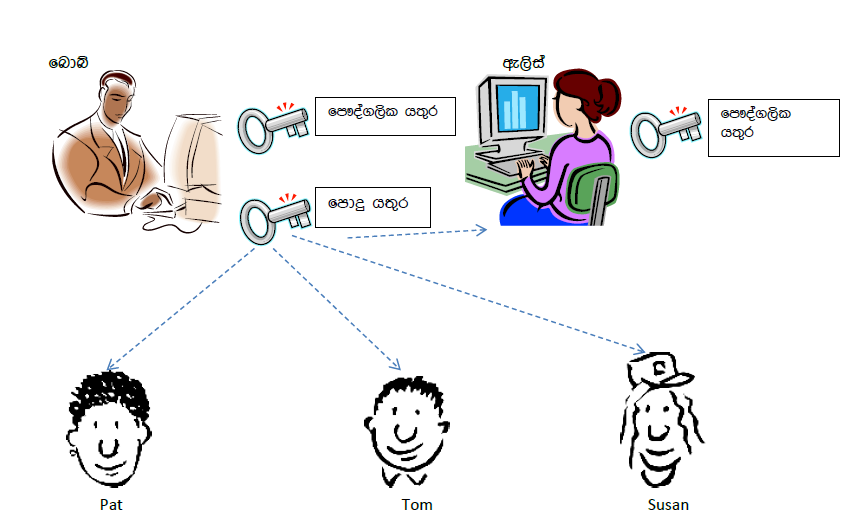 බොබ්
ඇලිස්
පෞද්ගලික යතුර
පෞද්ගලික
යතුර
පොදු යතුර
Pat
Tom
Susan